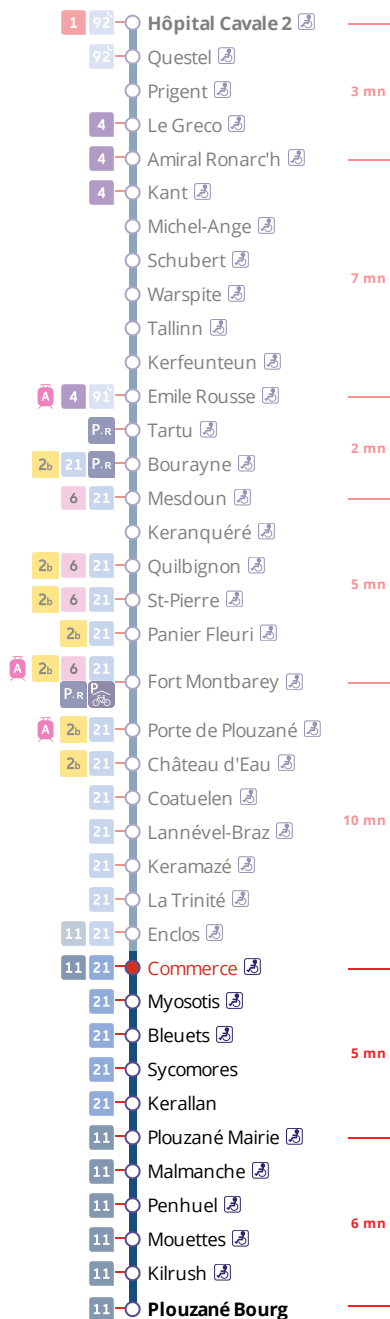 1 92 Hôpital Cavale 2
92 Questel
Prigent
3 mn
4 Le Greco
4 Amiral Ronarc'h
4 Kant
Michel-Ange
Schubert
7 mn
Warspite
Tallinn
Kerfeunteun
A 4 91 Emile Rousse
P.R Tartu
2 mn
2b 21 P.R Bourayne
6 21 Mesdoun
Keranquéré
2b 6 21 Quilbignon
5 mn
2b 6 21 St-Pierre
2b 21 Panier Fleuri
A 2b 6 21
P.R P Fort Montbarey
A 2b 21 Porte de Plouzané
2b 21 Château d'Eau
21 Coatuelen
10 mn
21 Lannével-Braz
21 Keramazé
21 La Trinité
11 21 Enclos
11 21 Commerce
21 Myosotis
21 Bleuets
5 mn
21 Sycomores
21 Kerallan
11 Plouzané Mairie
11 Malmanche
11 Penhuel
6 mn
11 Mouettes
11 Kilrush
11 Plouzané Bourg